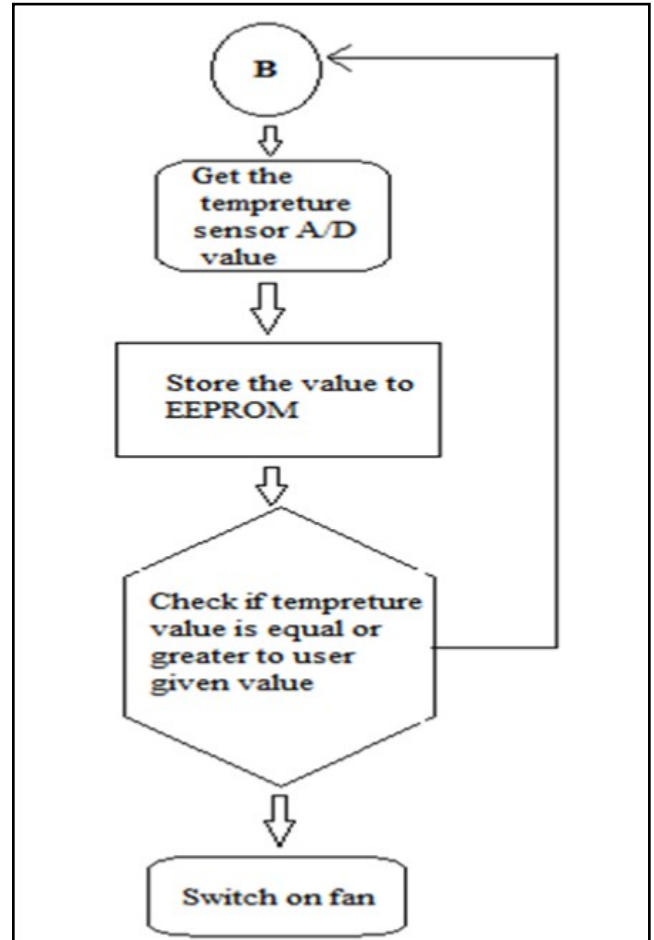 B
Get the
tempreture
sensor A/D
value
Store the value to
EEPROM
Check if tempreture
value is equal or
greater to user
given value
Switch on fan